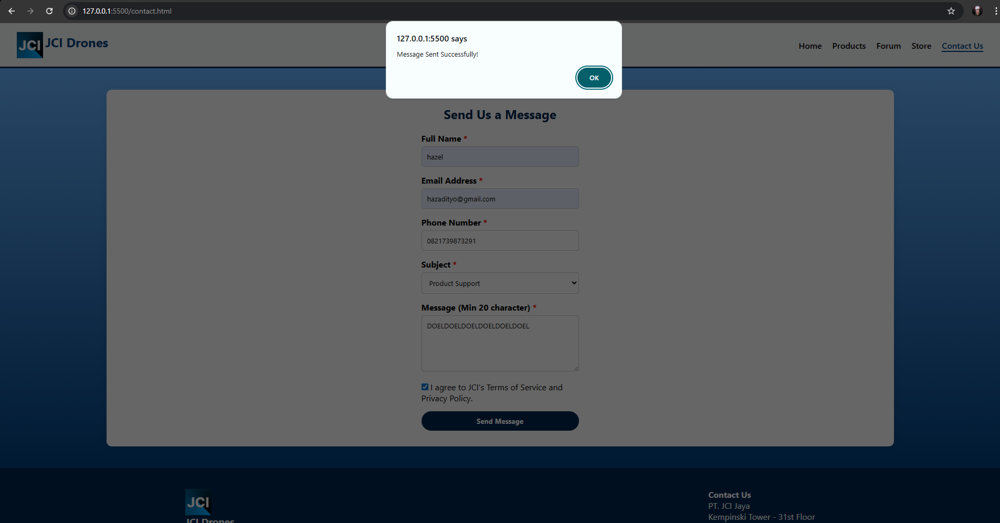 127.0.0.1:5500/contact.html
127.0.0.1:5500 says
Message Sent Successfully!
OK
JCI JCI Drones
Home Products Forum Store Contact Us
Send Us a Message
Full Name *
hazel
Email Address *
hazadityo@gmail.com
Phone Number *
0821739873291
Subject *
Product Support
Message (Min 20 character) *
DOELDOELDOELDOELDOELDOEL
I agree to JCI's Terms of Service and
Privacy Policy.
Send Message
JCI
JCI Drones
Contact Us
PT. JCI Jaya
Kempinski Tower - 31st Floor